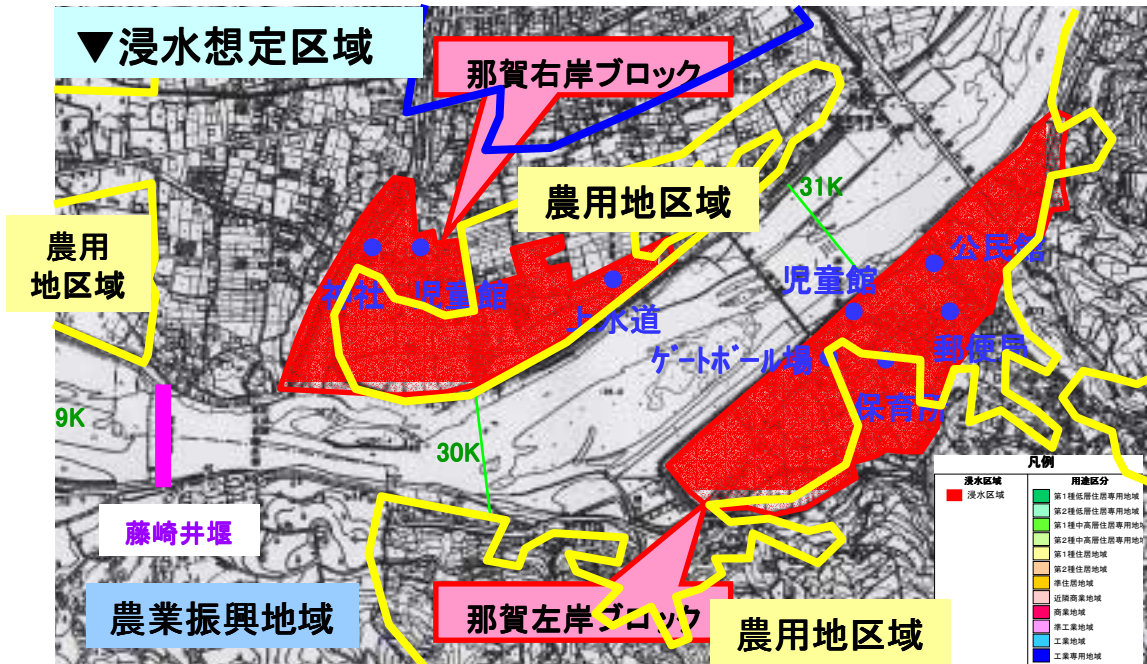 ▼浸水想定区域
那賀右岸ブロック
農用地区域
31K
農用
地区域
神社
児童館
上水道
児童館
公民館
ゲートボール場
郵便局
保育所
9K
30K
藤崎井堰
農業振興地域
那賀左岸ブロック
農用地区域
凡例
浸水区域
浸水区域
用途区分
第1種低層住居専用地域
第2種低層住居専用地域
第1種中高層住居専用地域
第2種中高層住居専用地域
第1種住居地域
第2種住居地域
準住居地域
近隣商業地域
商業地域
準工業地域
工業地域
工業専用地域